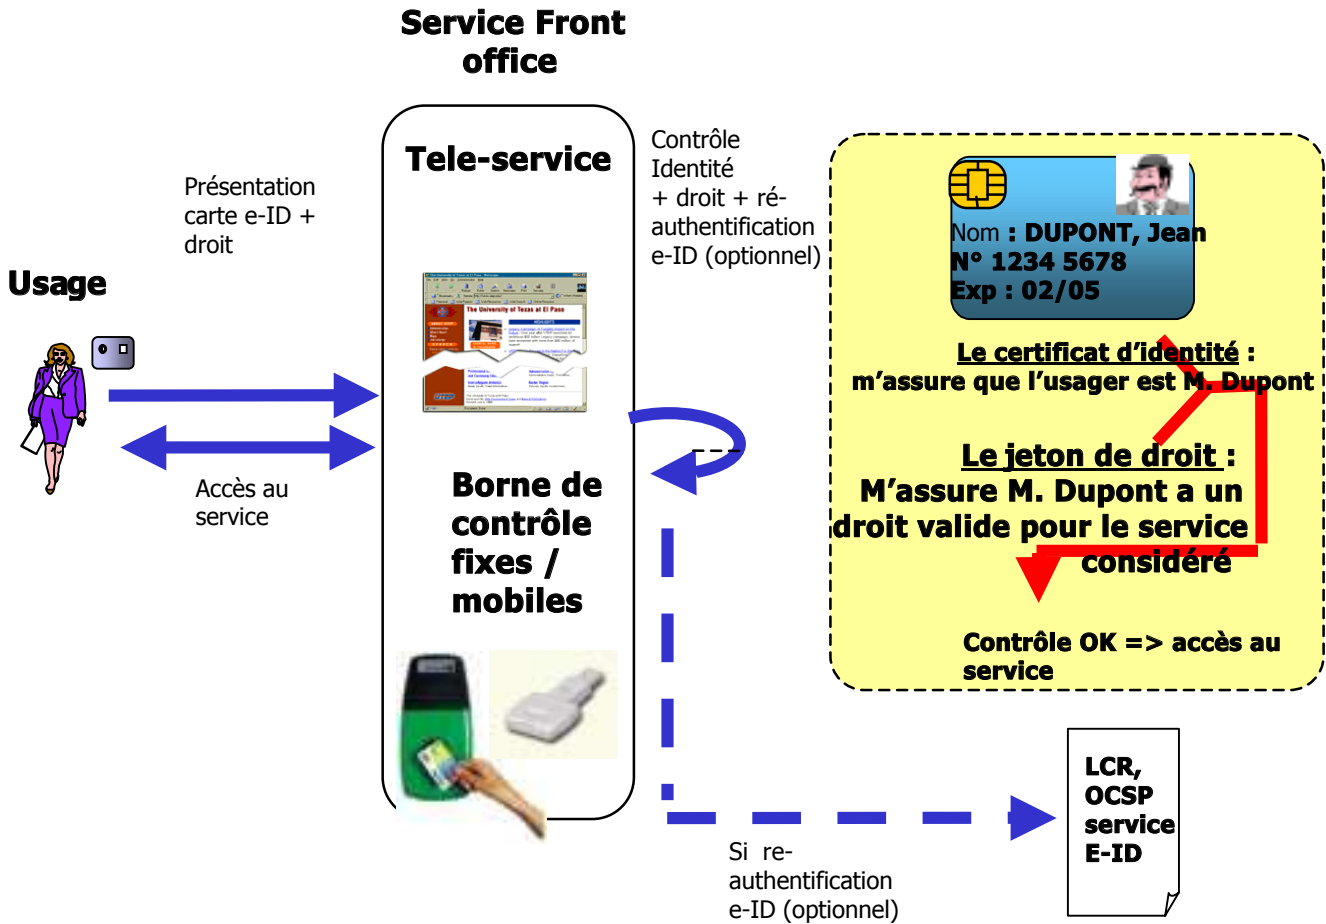 Service Front
office
Tele-service
Présentation
carte e-ID +
droit
Usage
Accès au
service
The University of Texas at El Paso
Borne de
contrôle
fixes /
mobiles
Contrôle
Identité
+ droit + ré-
authentification
e-ID (optionnel)
Nom : DUPONT, Jean
N° 1234 5678
Exp : 02/05
Le certificat d’identité :
m’assure que l’usager est M. Dupont
Le jeton de droit :
M’assure M. Dupont a un
droit valide pour le service
considéré
Contrôle OK => accès au
service
LCR,
OCSP
service
E-ID
Si re-
authentification
e-ID (optionnel)